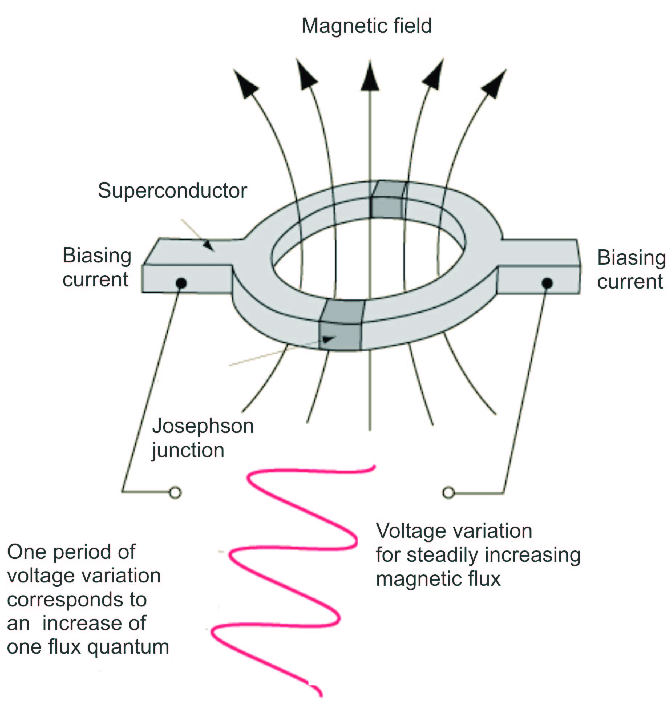 Magnetic field
Superconductor
Biasing
current
Biasing
current
Josephson
junction
Voltage variation
for steadily increasing
magnetic flux
One period of
voltage variation
corresponds to
an increase of
one flux quantum